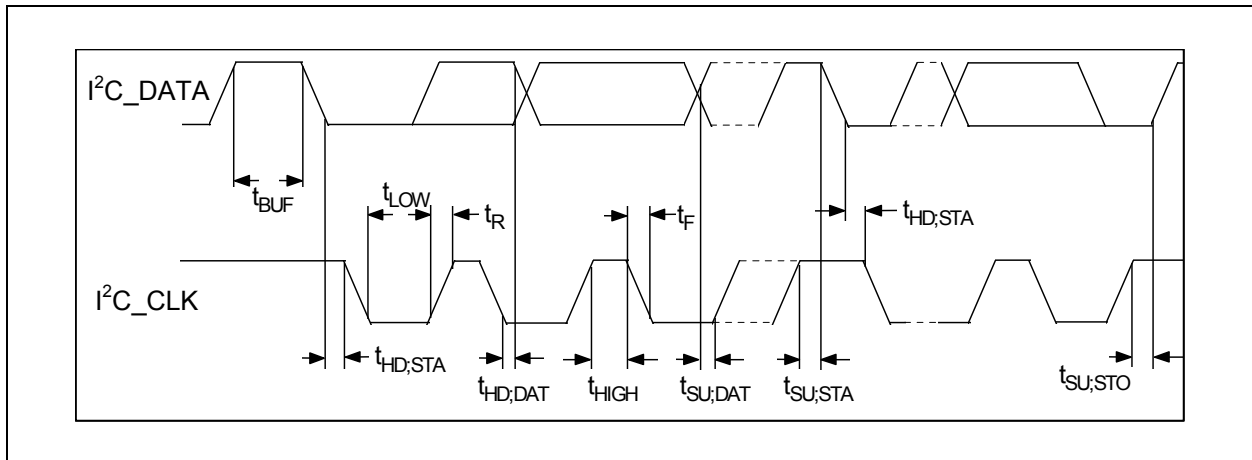 I²C_DATA
tBUF
tLOW
tR
tF
tHD;STA
I²C_CLK
tHD;STA
tHD;DAT
tHIGH
tSU;DAT
tSU;STA
tSU;STO